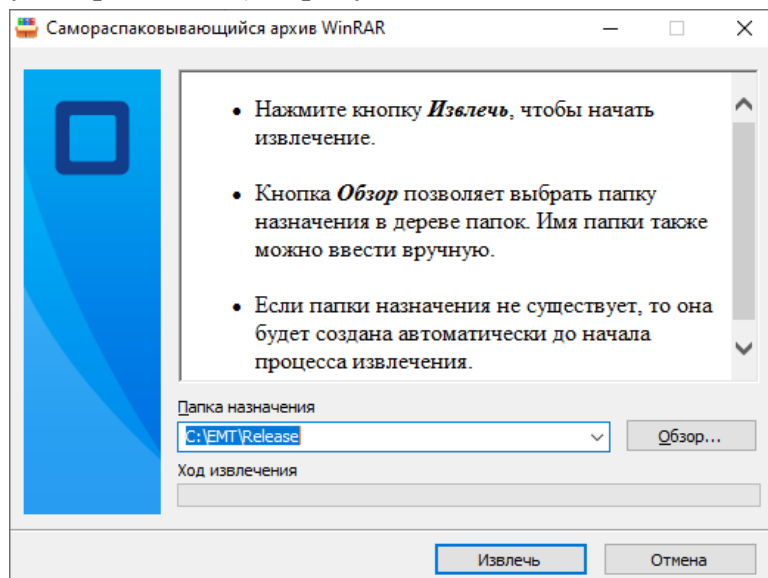 Самораспаковывающийся архив WinRAR
• Нажмите кнопку Извлечь, чтобы начать
извлечение.
• Кнопка Обзор позволяет выбрать папку
назначения в дереве папок. Имя папки также
можно ввести вручную.
• Если папки назначения не существует, то она
будет создана автоматически до начала
процесса извлечения.
Папка назначения
C:\EMT\Release
Обзор...
Ход извлечения
Извлечь
Отмена